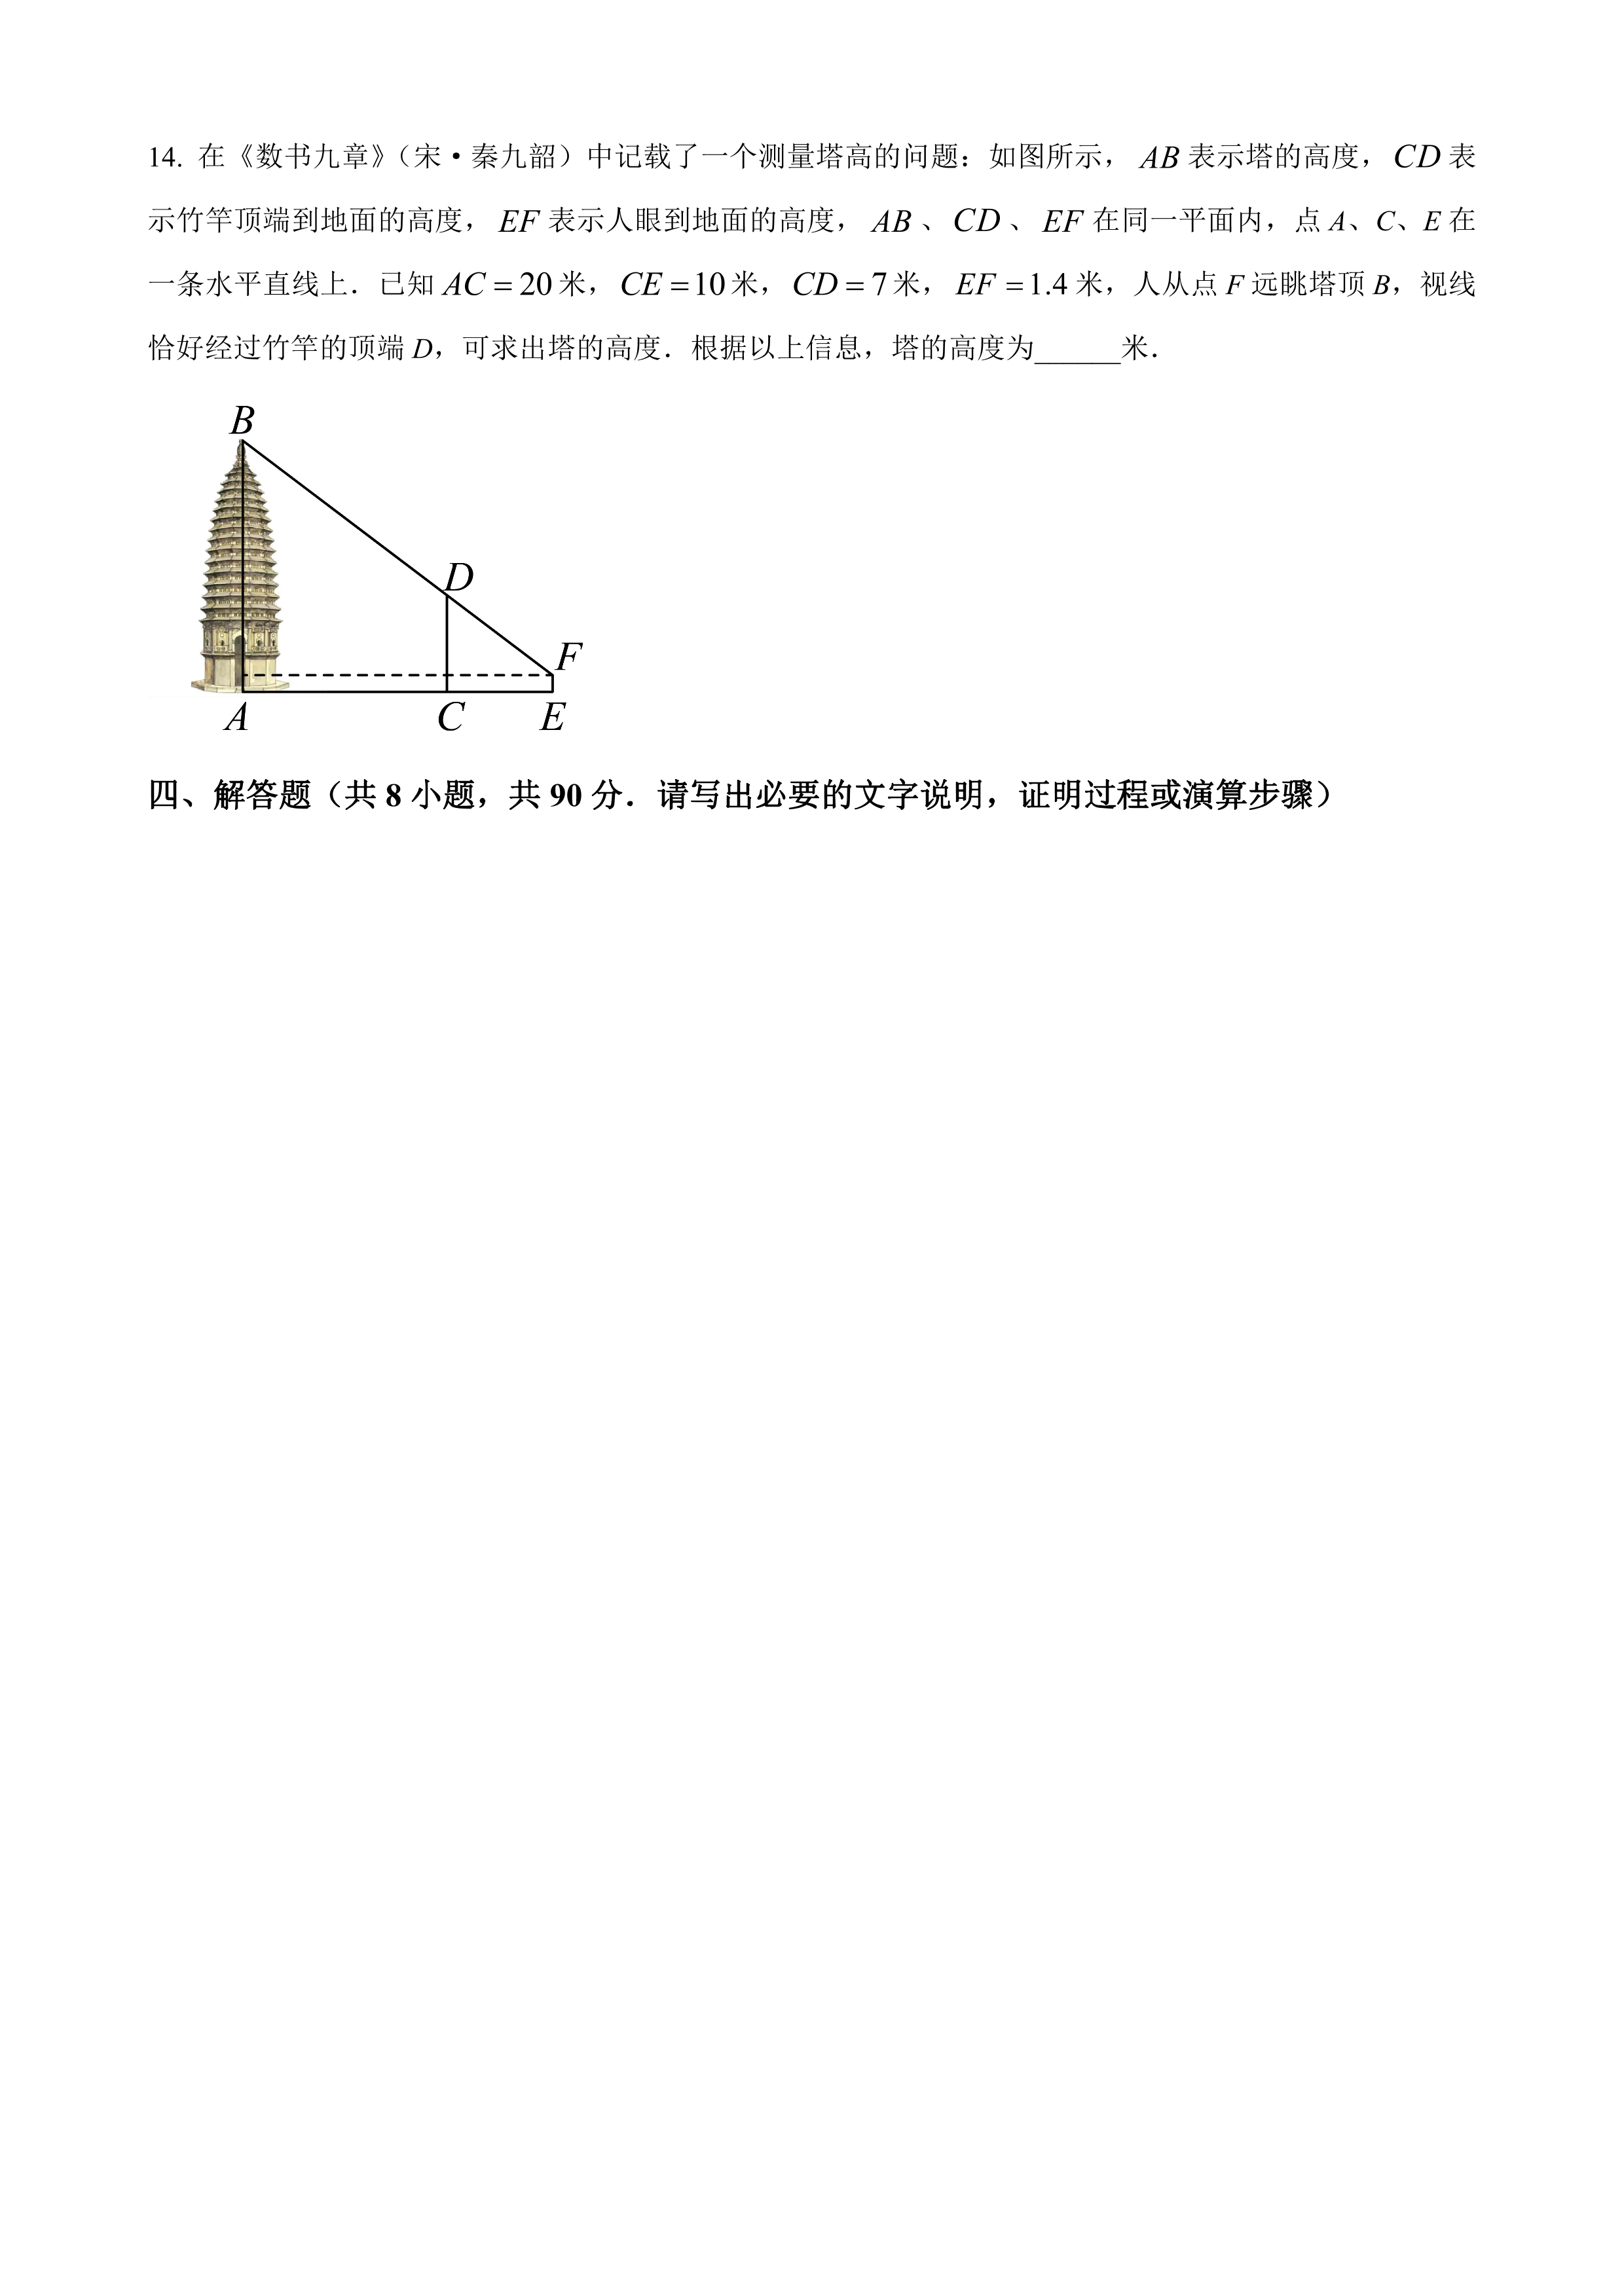 14. 在《数书九章》（宋·秦九韶）中记载了一个测量塔高的问题：如图所示，AB 表示塔的高度，CD 表
示竹竿顶端到地面的高度，EF 表示人眼到地面的高度，AB、CD、EF 在同一平面内，点 A、C、E 在
一条水平直线上．已知 AC = 20 米，CE = 10 米，CD = 7 米，EF = 1.4 米，人从点 F 远眺塔顶 B，视线
恰好经过竹竿的顶端 D，可求出塔的高度．根据以上信息，塔的高度为______米．
B
D
F
A C E
四、解答题（共 8 小题，共 90 分．请写出必要的文字说明，证明过程或演算步骤）